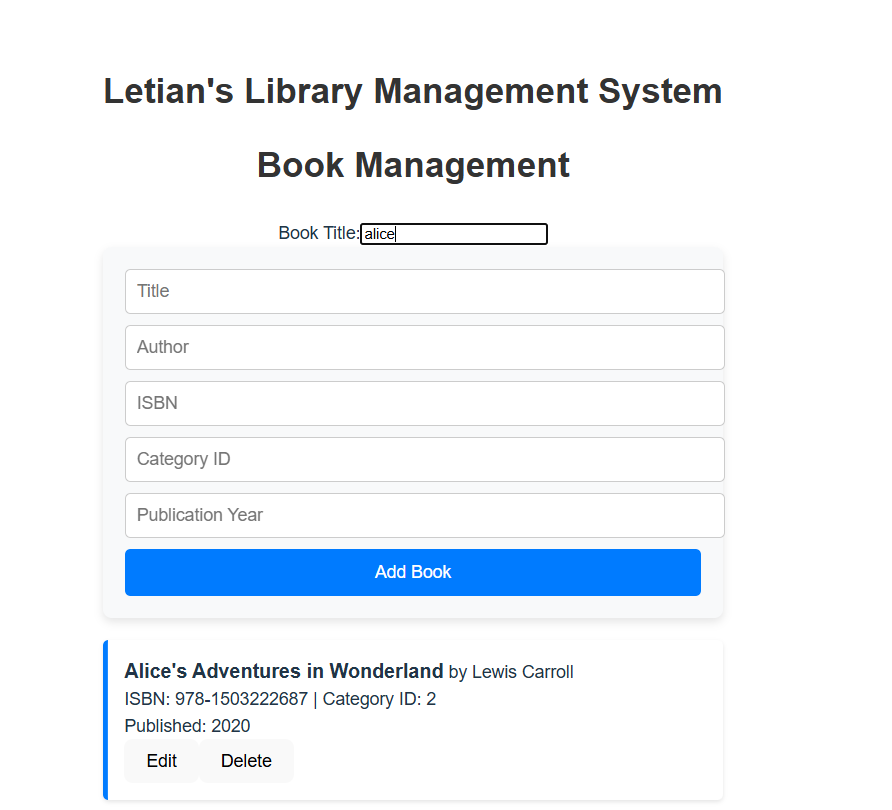 Letian's Library Management System
Book Management
Book Title: alice
Title
Author
ISBN
Category ID
Publication Year
Add Book
Alice's Adventures in Wonderland by Lewis Carroll
ISBN: 978-1503222687 | Category ID: 2
Published: 2020
Edit Delete